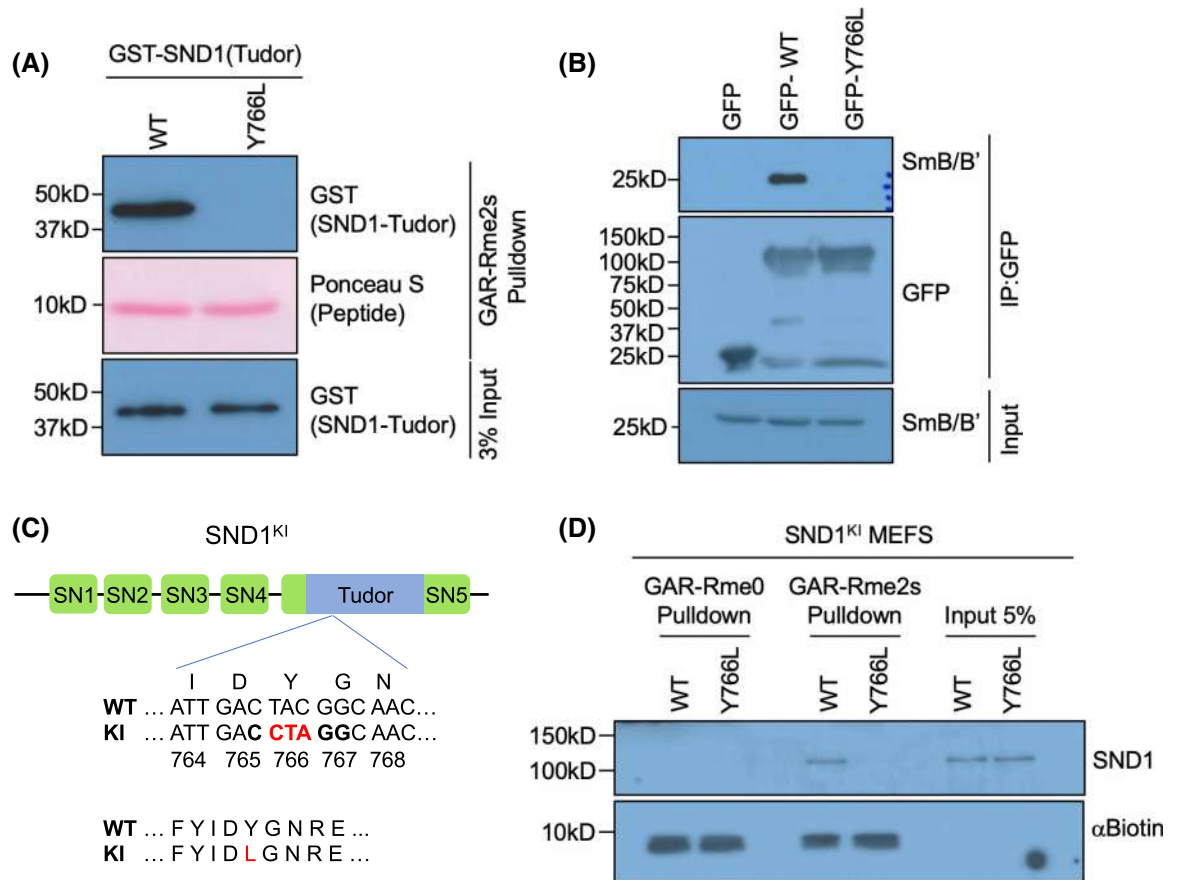 (A)
GST-SND1(Tudor)
WT
Y766L
50kD
37kD
GST
(SND1-Tudor)
10kD
Ponceau S
(Peptide)
GAR-Rme2s
Pulldown
50kD
37kD
GST
(SND1-Tudor)
3% Input
(B)
GFP
GFP- WT
GFP-Y766L
25kD
SmB/B'
150kD
100kD
75kD
50kD
37kD
25kD
GFP
IP:GFP
25kD
SmB/B'
Input
(C)
SND1KI
SN1 SN2 SN3 SN4 Tudor SN5
I D Y G N
WT ... ATT GAC TAC GGC AAC...
KI ... ATT GAC CTA GGC AAC...
764 765 766 767 768
WT ... F Y I D Y G N R E ...
KI ... F Y I D L G N R E ...
(D)
SND1KI MEFS
GAR-Rme0
Pulldown
GAR-Rme2s
Pulldown
Input 5%
WT
Y766L
WT
Y766L
WT
Y766L
150kD
100kD
SND1
10kD
αBiotin